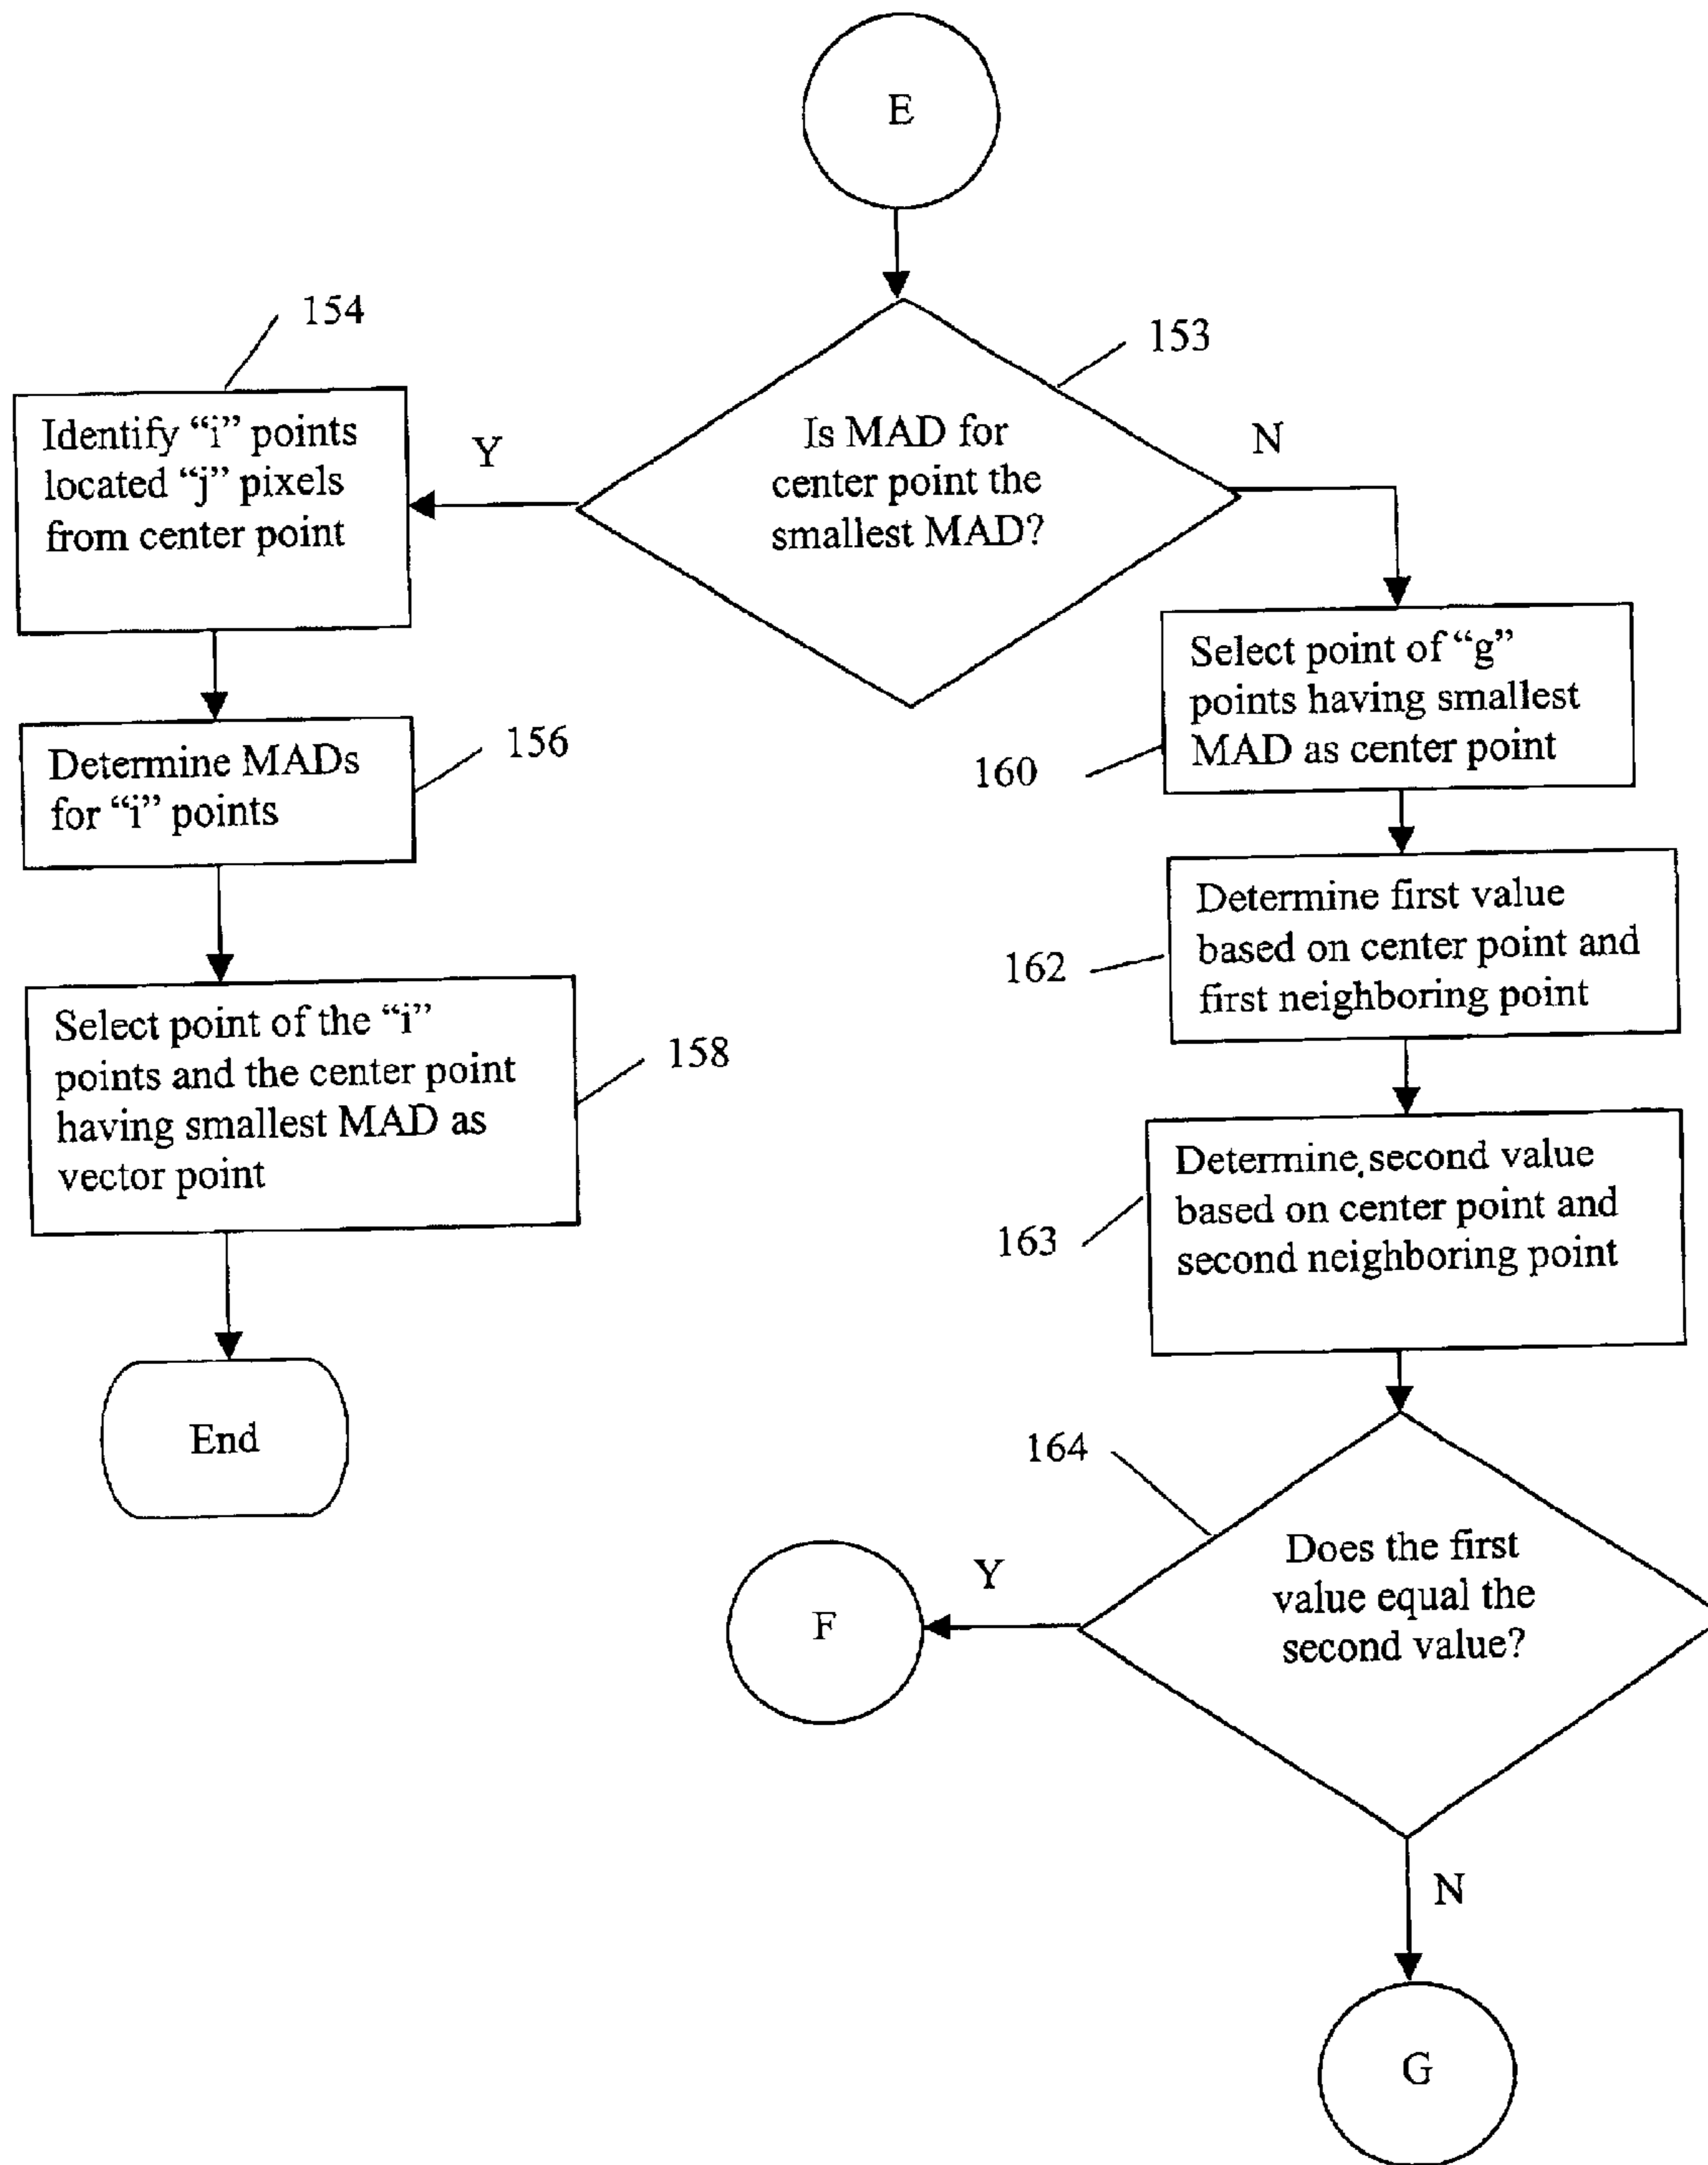 E
153
Is MAD for
center point the
smallest MAD?
Y
N
154
Identify “i” points
located “j” pixels
from center point
156
Determine MADs
for “i” points
158
Select point of the “i”
points and the center point
having smallest MAD as
vector point
End
160
Select point of “g”
points having smallest
MAD as center point
162
Determine first value
based on center point and
first neighboring point
163
Determine second value
based on center point and
second neighboring point
164
Does the first
value equal the
second value?
Y
F
N
G